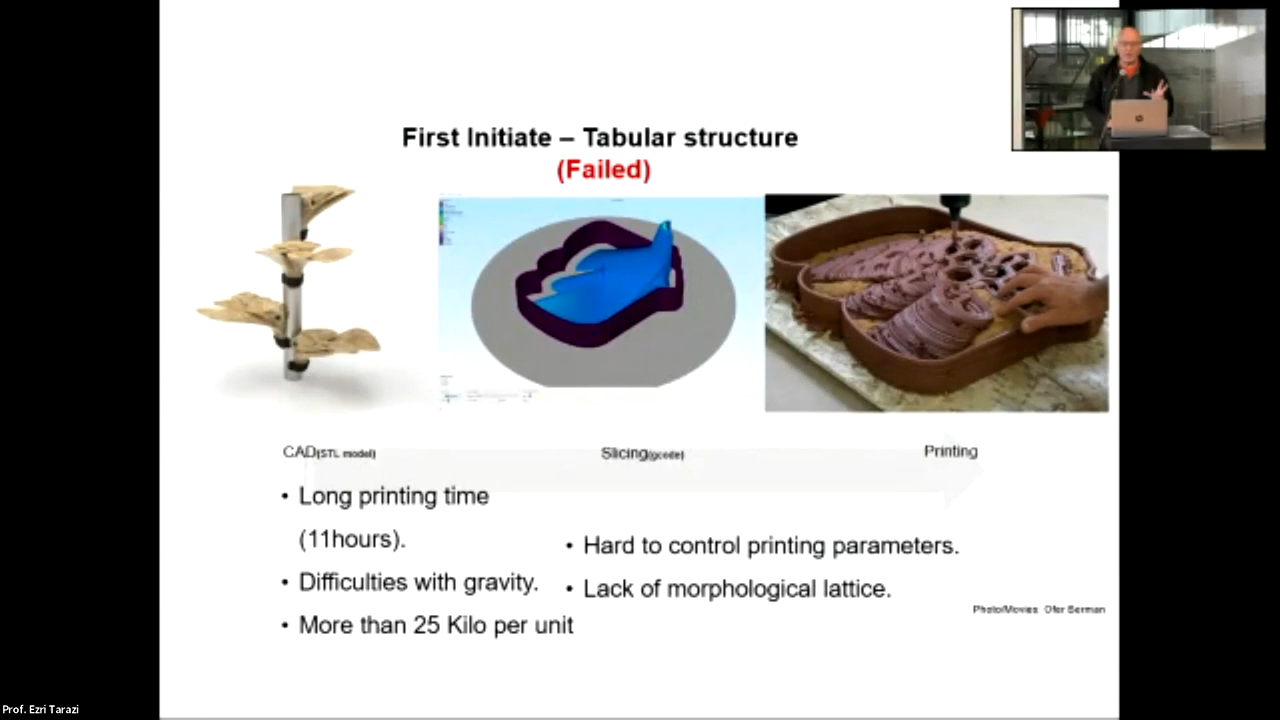 First Initiate – Tabular structure
(Failed)
CAD(STL model)
Slicing(gcode)
Printing
• Long printing time
(11hours).
• Difficulties with gravity.
• More than 25 Kilo per unit
• Hard to control printing parameters.
• Lack of morphological lattice.
Photo/Movies: Ofer Berman
Prof. Ezri Tarazi